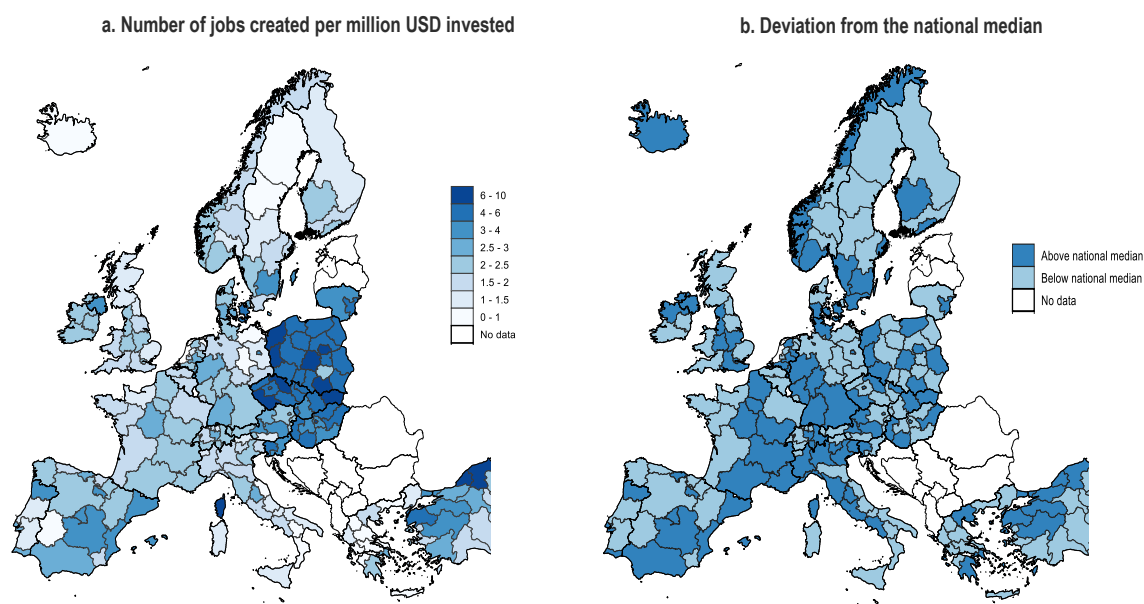 a. Number of jobs created per million USD invested
6 - 10
4 - 6
3 - 4
2.5 - 3
2 - 2.5
1.5 - 2
1 - 1.5
0 - 1
No data
b. Deviation from the national median
Above national median
Below national median
No data